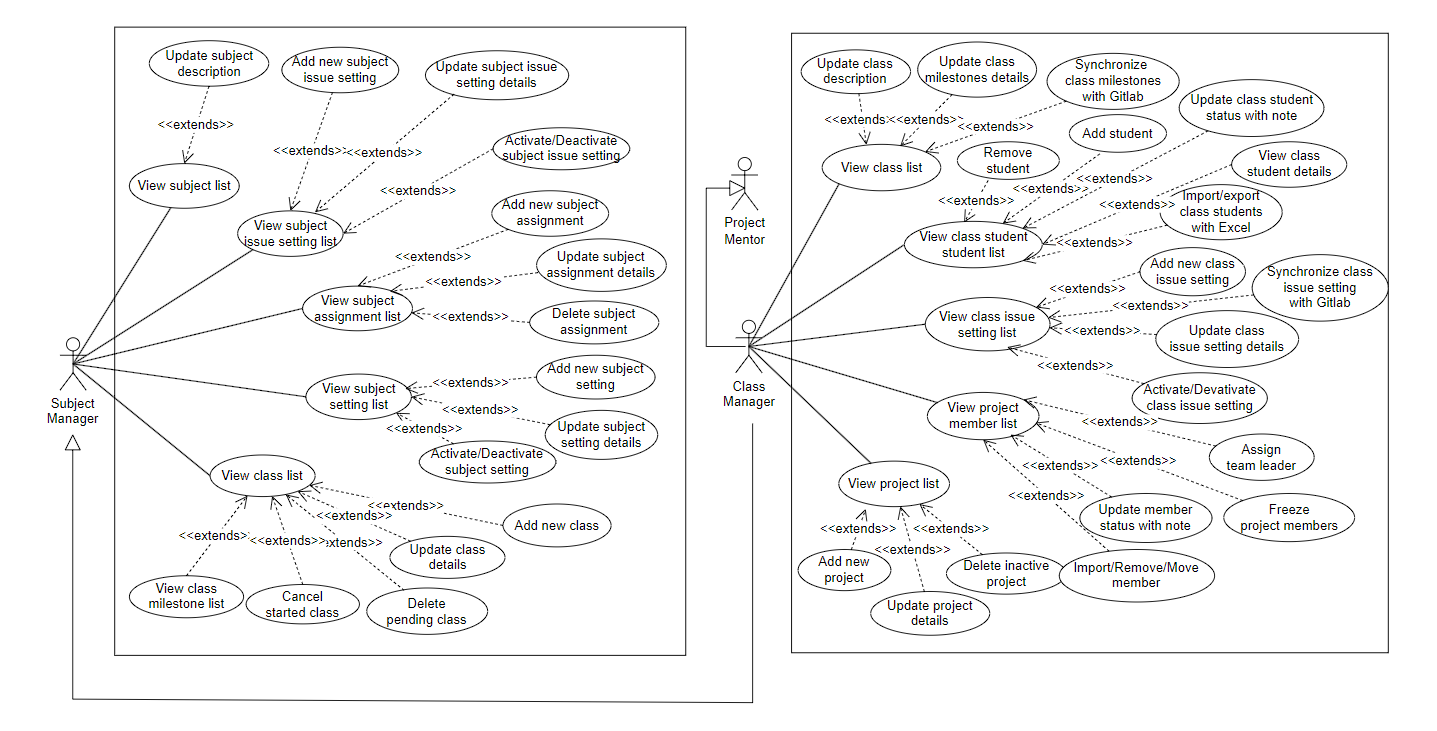 Update subject
description
Add new subject
issue setting
Update subject issue
setting details
<<extends>>
<<extends>>
<<extends>>
Activate/Deactivate
subject issue setting
View subject list
<<extends>>
View subject
issue setting list
Add new subject
assignment
<<extends>>
Update subject
assignment details
<<extends>>
View subject
assignment list
<<extends>>
Delete subject
assignment
Subject
Manager
View subject
setting list
<<extends>>
Add new subject
setting
<<extends>>
<<extends>>
Update subject
setting details
Activate/Deactivate
subject setting
View class list
<<extends>>
<<extends>>
<<extends>>
<<extends>>
<<extends>>
Add new class
Update class
details
View class
milestone list
Cancel
started class
Delete
pending class
Project
Mentor
Class
Manager
Update class
description
Update class
milestones details
Synchronize
class milestones
with Gitlab
<<extends>>
<<extends>>
<<extends>>
Update class student
status with note
Add student
View class list
Remove
student
View class
student details
<<extends>>
<<extends>>
<<extends>>
<<extends>>
<<extends>>
Import/export
class students
with Excel
View class student
student list
Add new class
issue setting
Synchronize class
issue setting
with Gitlab
<<extends>>
<<extends>>
<<extends>>
View class issue
setting list
Update class
issue setting details
<<extends>>
Activate/Devativate
class issue setting
View project
member list
<<extends>>
Assign
team leader
<<extends>>
<<extends>>
<<extends>>
View project list
Update member
status with note
Freeze
project members
<<extends>>
<<extends>>
<<extends>>
Add new
project
Delete inactive
project
Import/Remove/Move
member
Update project
details